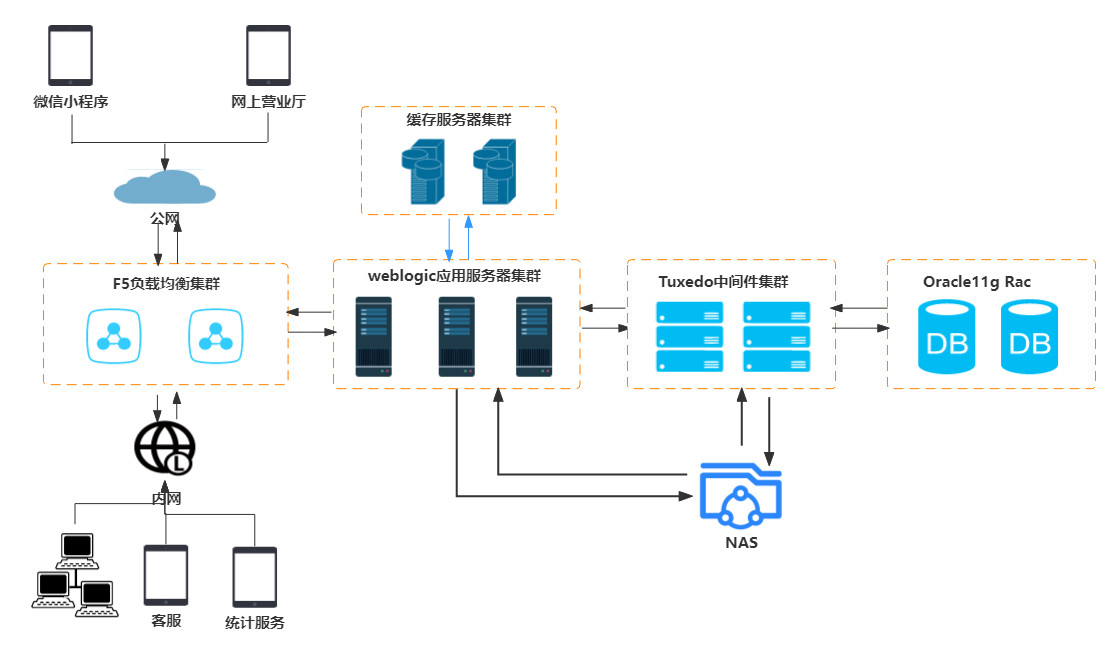 微信小程序
网上营业厅
缓存服务器集群
公网
F5负载均衡集群
weblogic应用服务器集群
Tuxedo中间件集群
Oracle11g Rac
DB
DB
L
内网
NAS
客服
统计服务